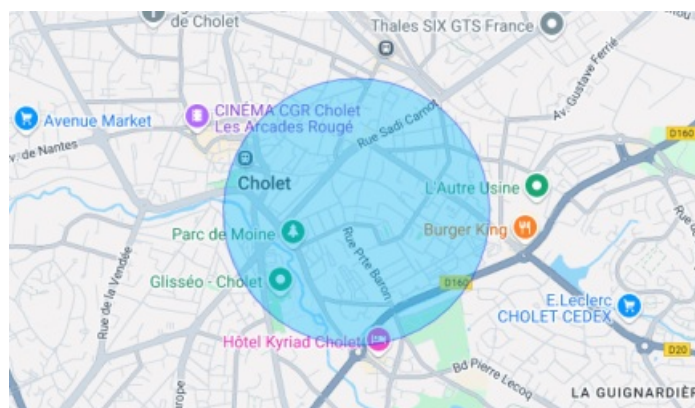 de Cholet
Thales SIX GTS France
Av. Gustave Ferrié
CINÉMA CGR Cholet
Les Arcades Rougé
Avenue Market
Rue Sadi Carnot
D160
de Nantes
Cholet
L'Autre Usine
Parc de Moine
Burger King
Rue Prte Baron
Rue de la Vendée
Glisséo - Cholet
D160
E.Leclerc
CHOLET CEDEX
Hôtel Kyriad Cholet
D20
Bd Pierre Lecoq
LA GUIGNARDIÈR